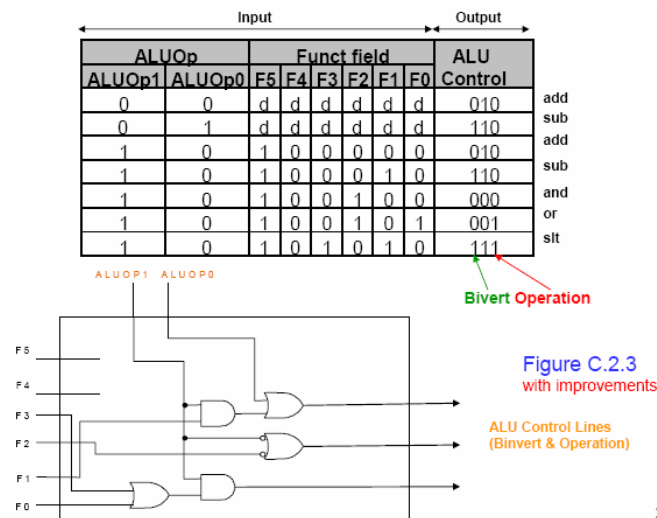 Input Output
ALUOp Funct field ALU Control
ALUOp1 ALUOp0 F5 F4 F3 F2 F1 F0
0 0 d d d d d d 010 add
0 1 d d d d d d 110 sub
1 0 1 0 0 0 0 0 010 add
1 0 1 0 0 0 1 0 110 sub
1 0 1 0 0 1 0 0 000 and
1 0 1 0 0 1 0 1 001 or
1 0 1 0 1 0 1 0 111 slt
Bivert Operation
ALUOP1 ALUOP0
F5
F4
F3
F2
F1
F0
Figure C.2.3
with improvements
ALU Control Lines
(Binvert & Operation)